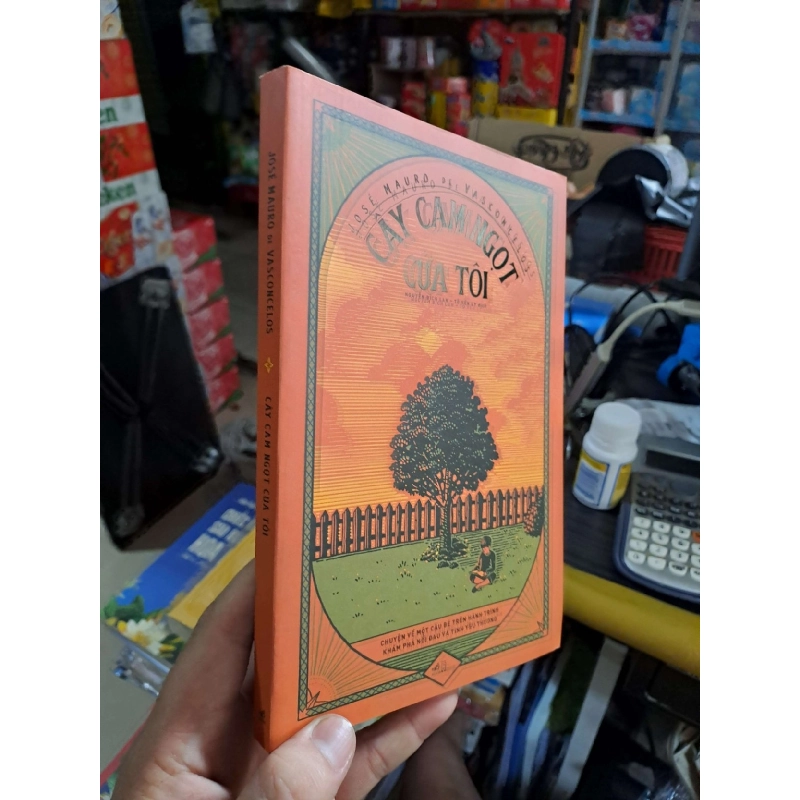 JOSÉ MAURO DE VASCONCELOS
CÂY CAM NGỌT CỦA TÔI
JOSÉ MAURO DE VASCONCELOS
CÂY CAM NGỌT
CỦA TÔI
CHUYỆN VỀ MỘT CẬU BÉ TRÊN HÀNH TRÌNH
KHÁM PHÁ NỖI ĐAU VÀ TÌNH YÊU THƯƠNG
ken